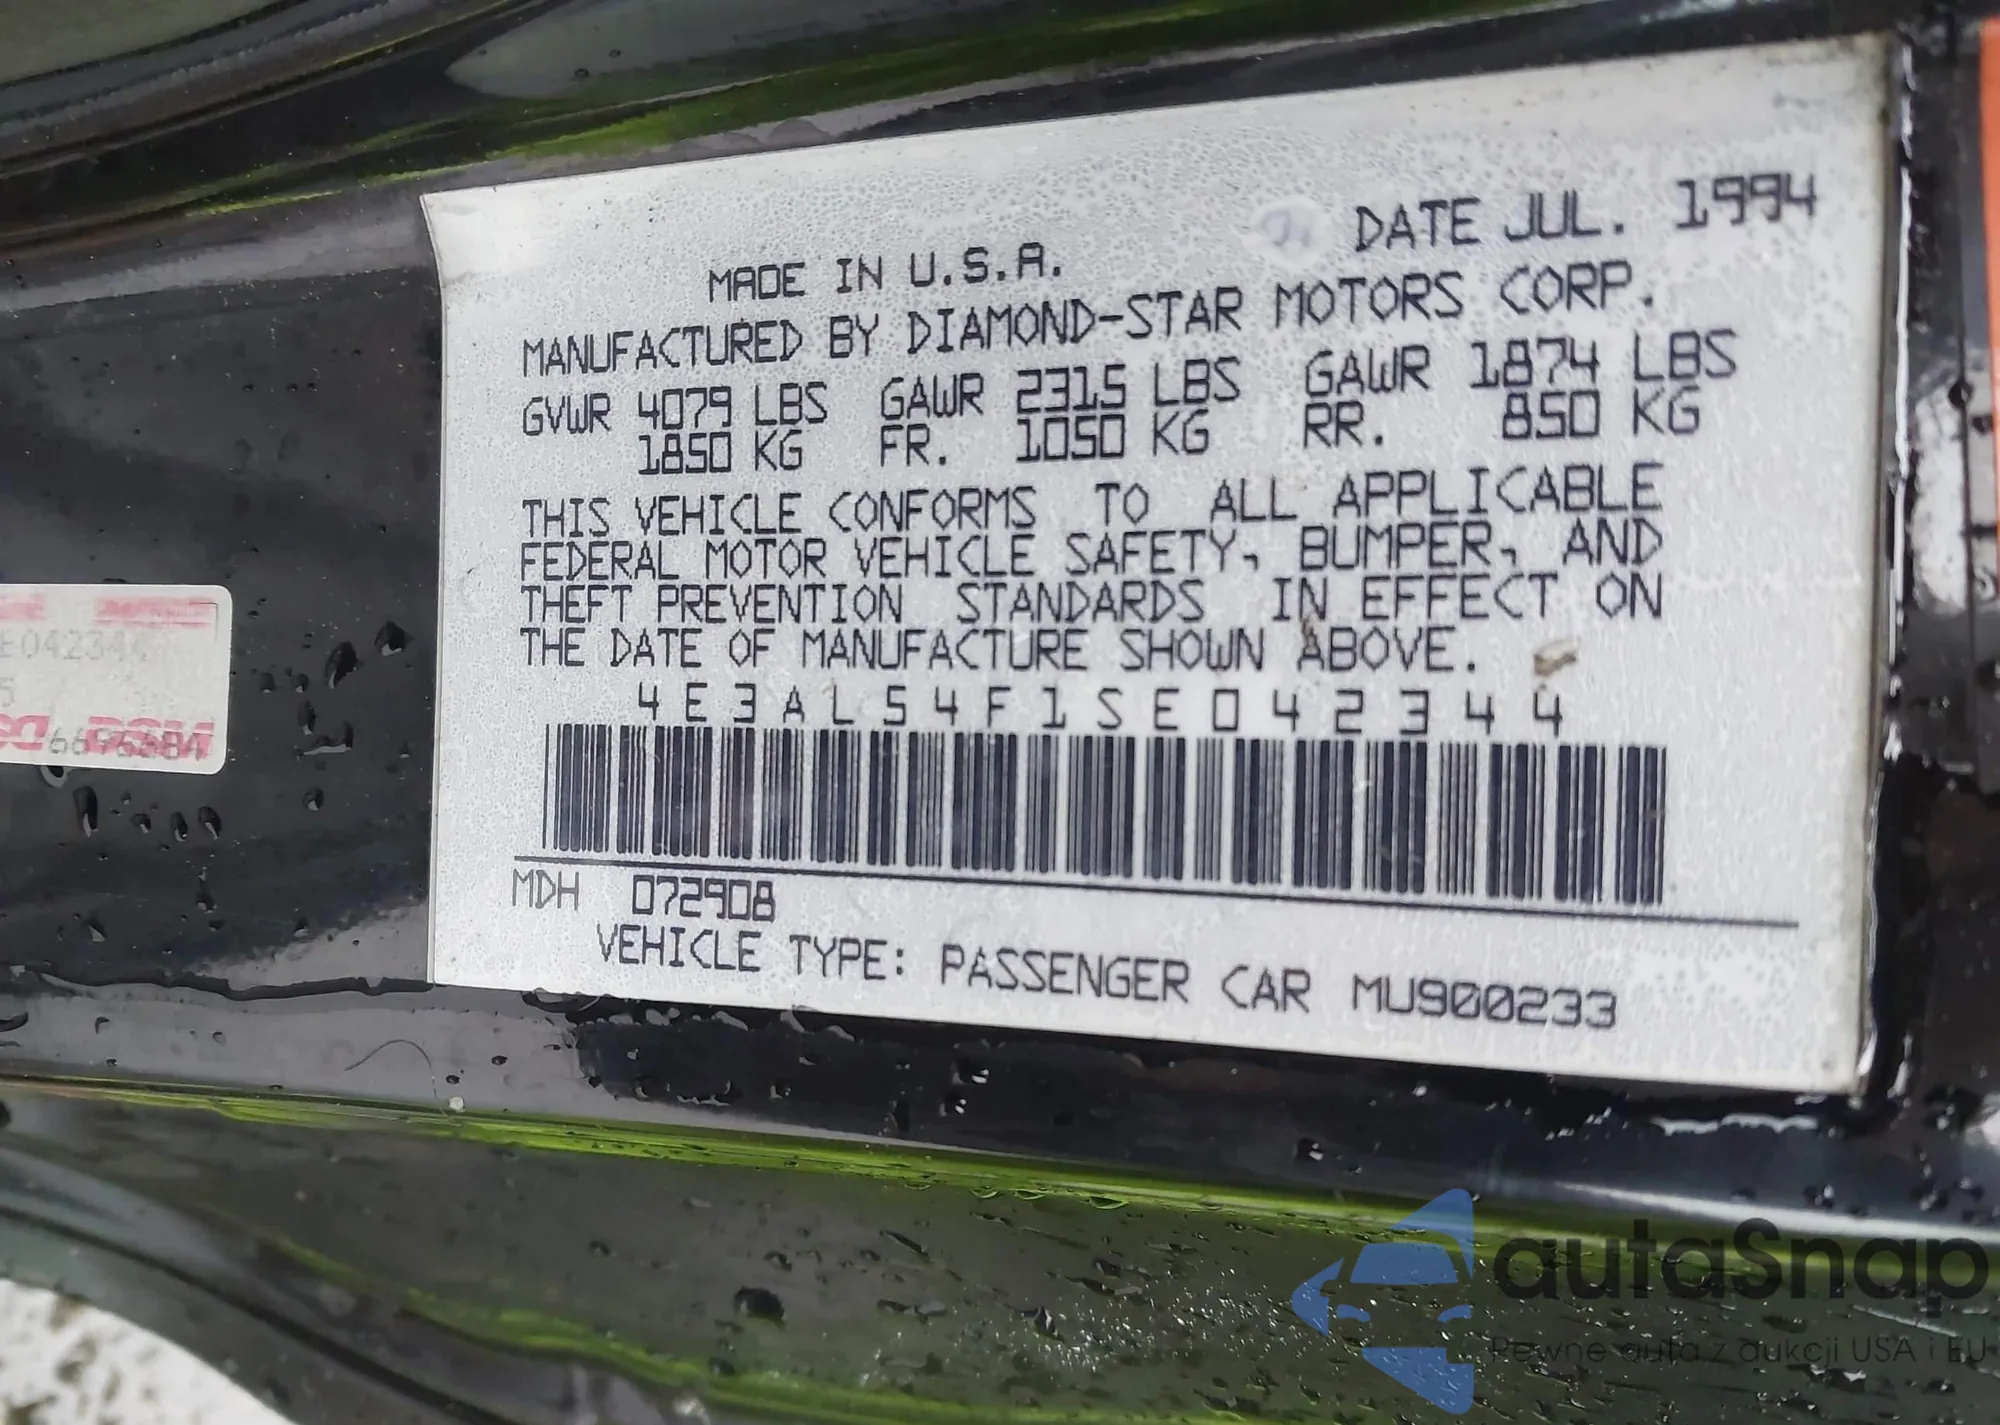 DATE JUL. 1994
MADE IN U.S.A.
MANUFACTURED BY DIAMOND-STAR MOTORS CORP.
GVWR 4079 LBS GAWR 2315 LBS GAWR 1874 LBS
1850 KG FR. 1050 KG RR. 850 KG
THIS VEHICLE CONFORMS TO ALL APPLICABLE
FEDERAL MOTOR VEHICLE SAFETY, BUMPER, AND
THEFT PREVENTION STANDARDS IN EFFECT ON
THE DATE OF MANUFACTURE SHOWN ABOVE.
4E3AL54F1SE042344
MDH 072908
VEHICLE TYPE: PASSENGER CAR MU900233
E042344
5
autaSnap
Pewne auta z aukcji USA i EU